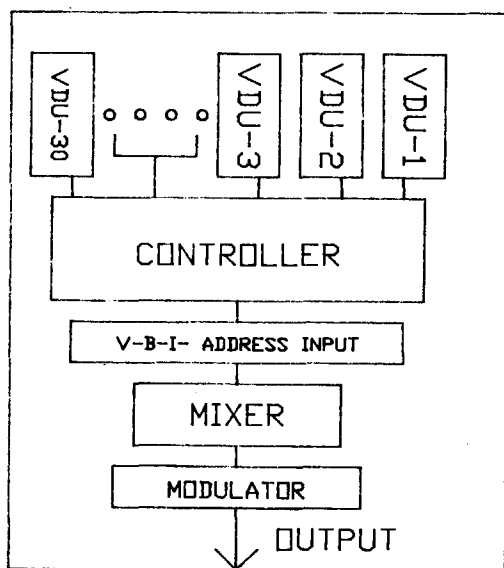 VDU-30
VDU-3
VDU-2
VDU-1
CONTROLLER
V-B-I- ADDRESS INPUT
MIXER
MODULATOR
OUTPUT